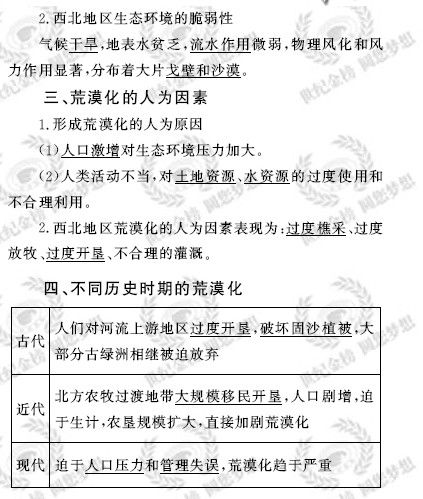 2.西北地区生态环境的脆弱性
气候干旱,地表水贫乏,流水作用微弱,物理风化和风
力作用显著,分布着大片戈壁和沙漠。
三、荒漠化的人为因素
1.形成荒漠化的人为原因
(1)人口激增对生态环境压力加大。
(2)人类活动不当,对土地资源、水资源的过度使用和
不合理利用。
2.西北地区荒漠化的人为因素表现为:过度樵采、过度
放牧、过度开垦、不合理的灌溉。
四、不同历史时期的荒漠化
古代
人们对河流上游地区过度开垦,破坏固沙植被,大
部分古绿洲相继被迫放弃
近代
北方农牧过渡地带大规模移民开垦,人口剧增,迫
于生计,农垦规模扩大,直接加剧荒漠化
现代
迫于人口压力和管理失误,荒漠化趋于严重